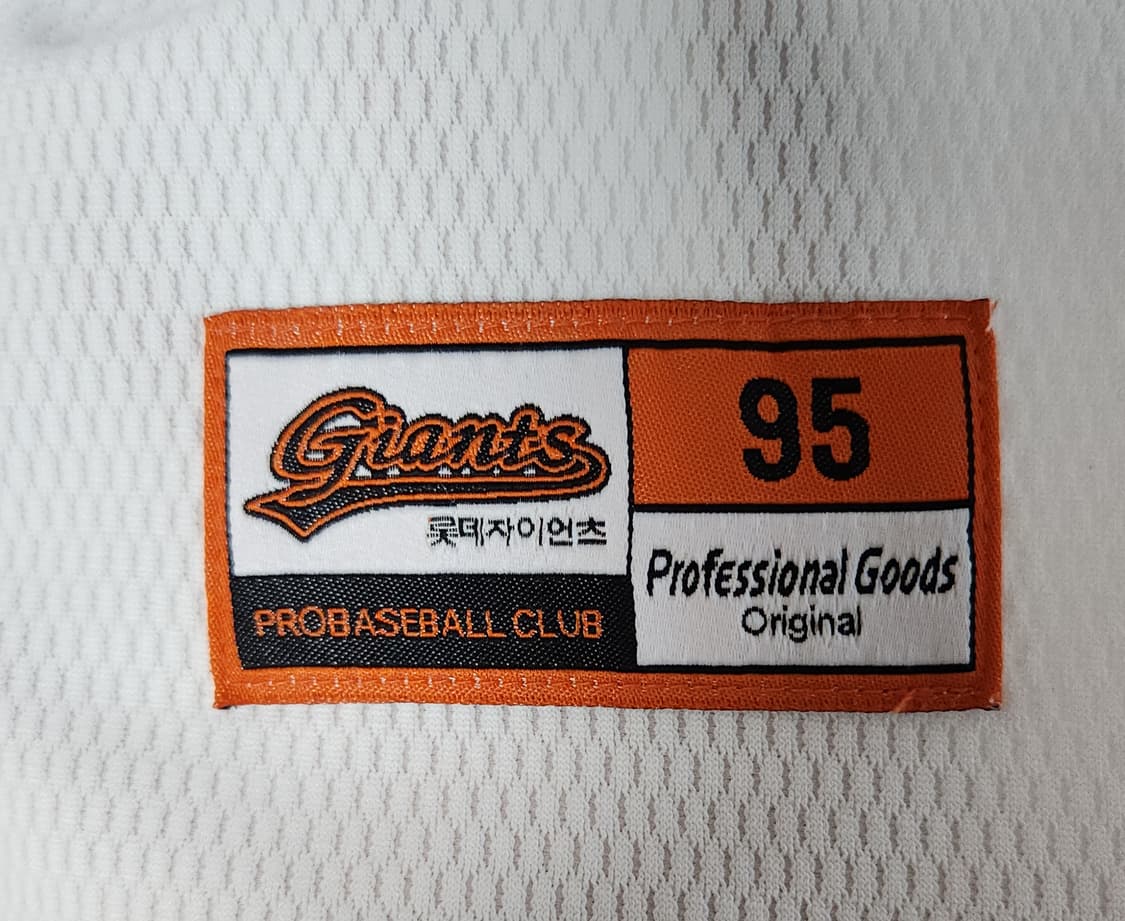 Giants
롯데자이언츠
PROBASEBALL CLUB
95
Professional Goods
Original